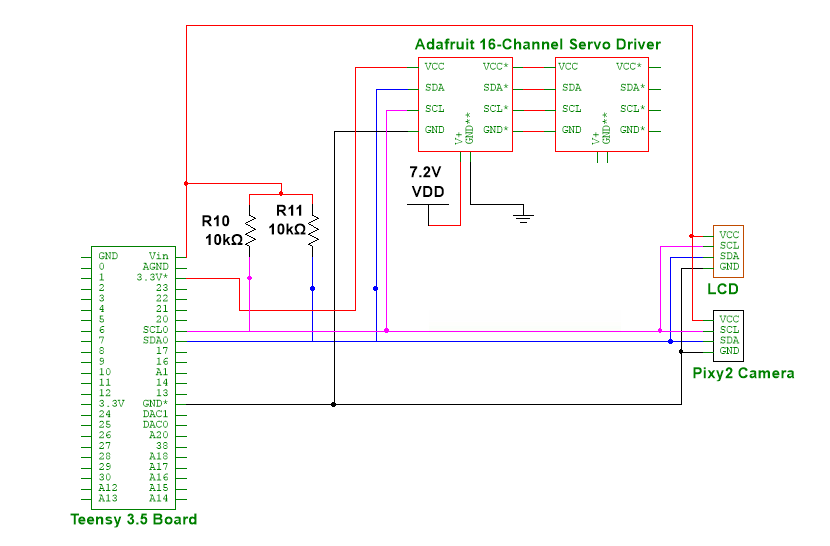 Adafruit 16-Channel Servo Driver
VCC VCC* VCC VCC*
SDA SDA* SDA SDA*
SCL SCL* SCL SCL*
GND GND* GND GND*
V+ GND** V+ GND**
7.2V
VDD
R10
10kΩ
R11
10kΩ
GND Vin
0 AGND
1 3.3V*
2 23
3 22
4 21
5 20
6 SCL0
7 SDA0
8 17
9 16
10 A1
11 14
12 13
3.3V GND*
24 DAC1
25 DAC0
26 A20
27 38
28 A18
29 A17
30 A16
A12 A15
A13 A14
Teensy 3.5 Board
VCC
SCL
SDA
GND
LCD
VCC
SCL
SDA
GND
Pixy2 Camera